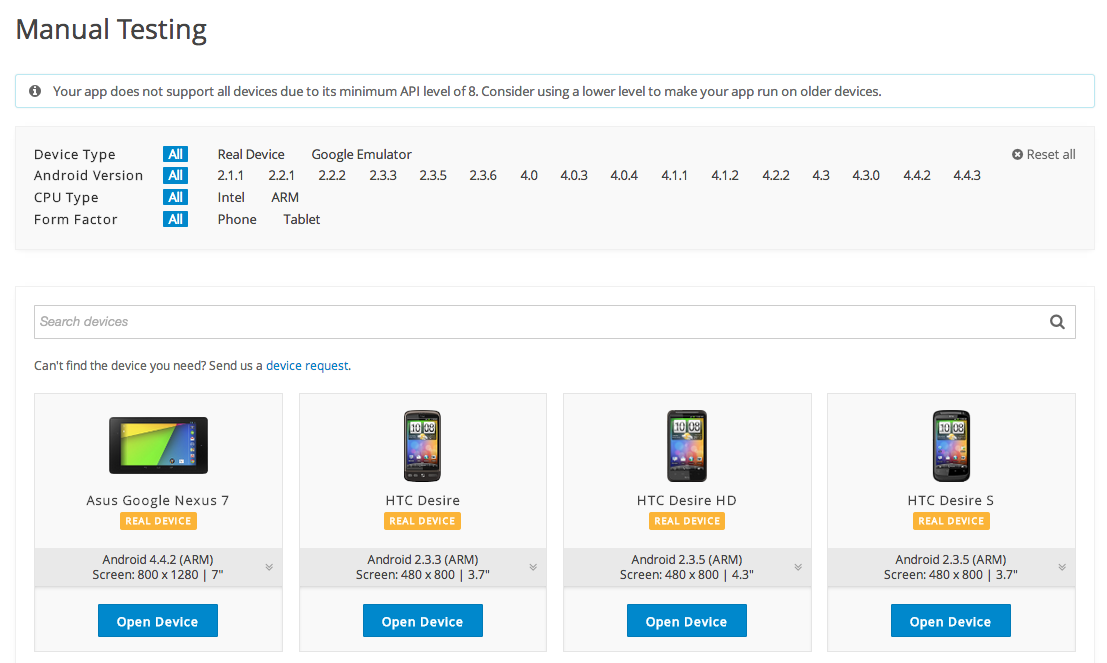 Manual Testing
Your app does not support all devices due to its minimum API level of 8. Consider using a lower level to make your app run on older devices.
Device Type All Real Device Google Emulator Reset all
Android Version All 2.1.1 2.2.1 2.2.2 2.3.3 2.3.5 2.3.6 4.0 4.0.3 4.0.4 4.1.1 4.1.2 4.2.2 4.3 4.3.0 4.4.2 4.4.3
CPU Type All Intel ARM
Form Factor All Phone Tablet
Search devices
Can't find the device you need? Send us a device request.
10 08 10 08 10 08
Asus Google Nexus 7 HTC Desire HTC Desire HD HTC Desire S
REAL DEVICE REAL DEVICE REAL DEVICE REAL DEVICE
Android 4.4.2 (ARM) Android 2.3.3 (ARM) Android 2.3.5 (ARM) Android 2.3.5 (ARM)
Screen: 800 x 1280 | 7" Screen: 480 x 800 | 3.7" Screen: 480 x 800 | 4.3" Screen: 480 x 800 | 3.7"
Open Device Open Device Open Device Open Device